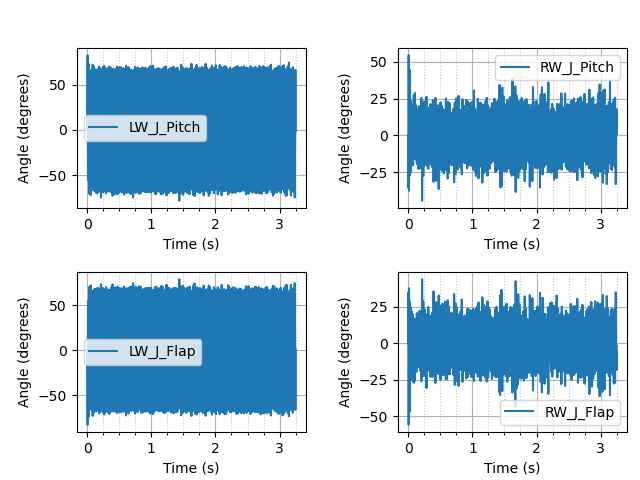 50
0
−50
Angle (degrees)
LW_J_Pitch
0
1
2
3
Time (s)
50
25
0
−25
Angle (degrees)
RW_J_Pitch
0
1
2
3
Time (s)
50
0
−50
Angle (degrees)
LW_J_Flap
0
1
2
3
Time (s)
25
0
−25
−50
Angle (degrees)
RW_J_Flap
0
1
2
3
Time (s)